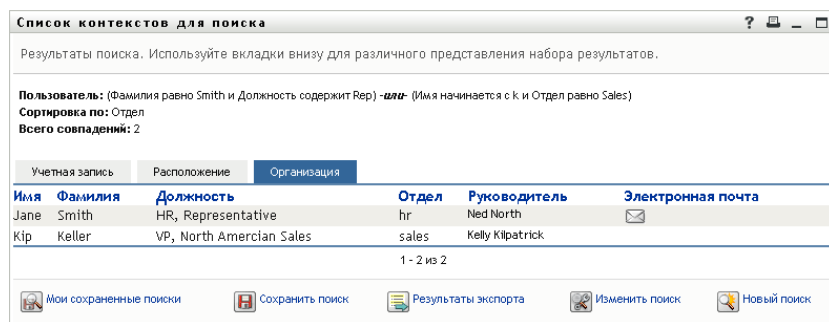 Список контекстов для поиска
Результаты поиска. Используйте вкладки внизу для различного представления набора результатов.
Пользователь: (Фамилия равно Smith и Должность содержит Rep) -или- (Имя начинается с k и Отдел равно Sales)
Сортировка по: Отдел
Всего совпадений: 2
Учетная запись Расположение Организация
Имя Фамилия Должность Отдел Руководитель Электронная почта
Jane Smith HR, Representative hr Ned North
Kip Keller VP, North Amercian Sales sales Kelly Kilpatrick
1 - 2 из 2
Мои сохраненные поиски Сохранить поиск Результаты экспорта Изменить поиск Новый поиск